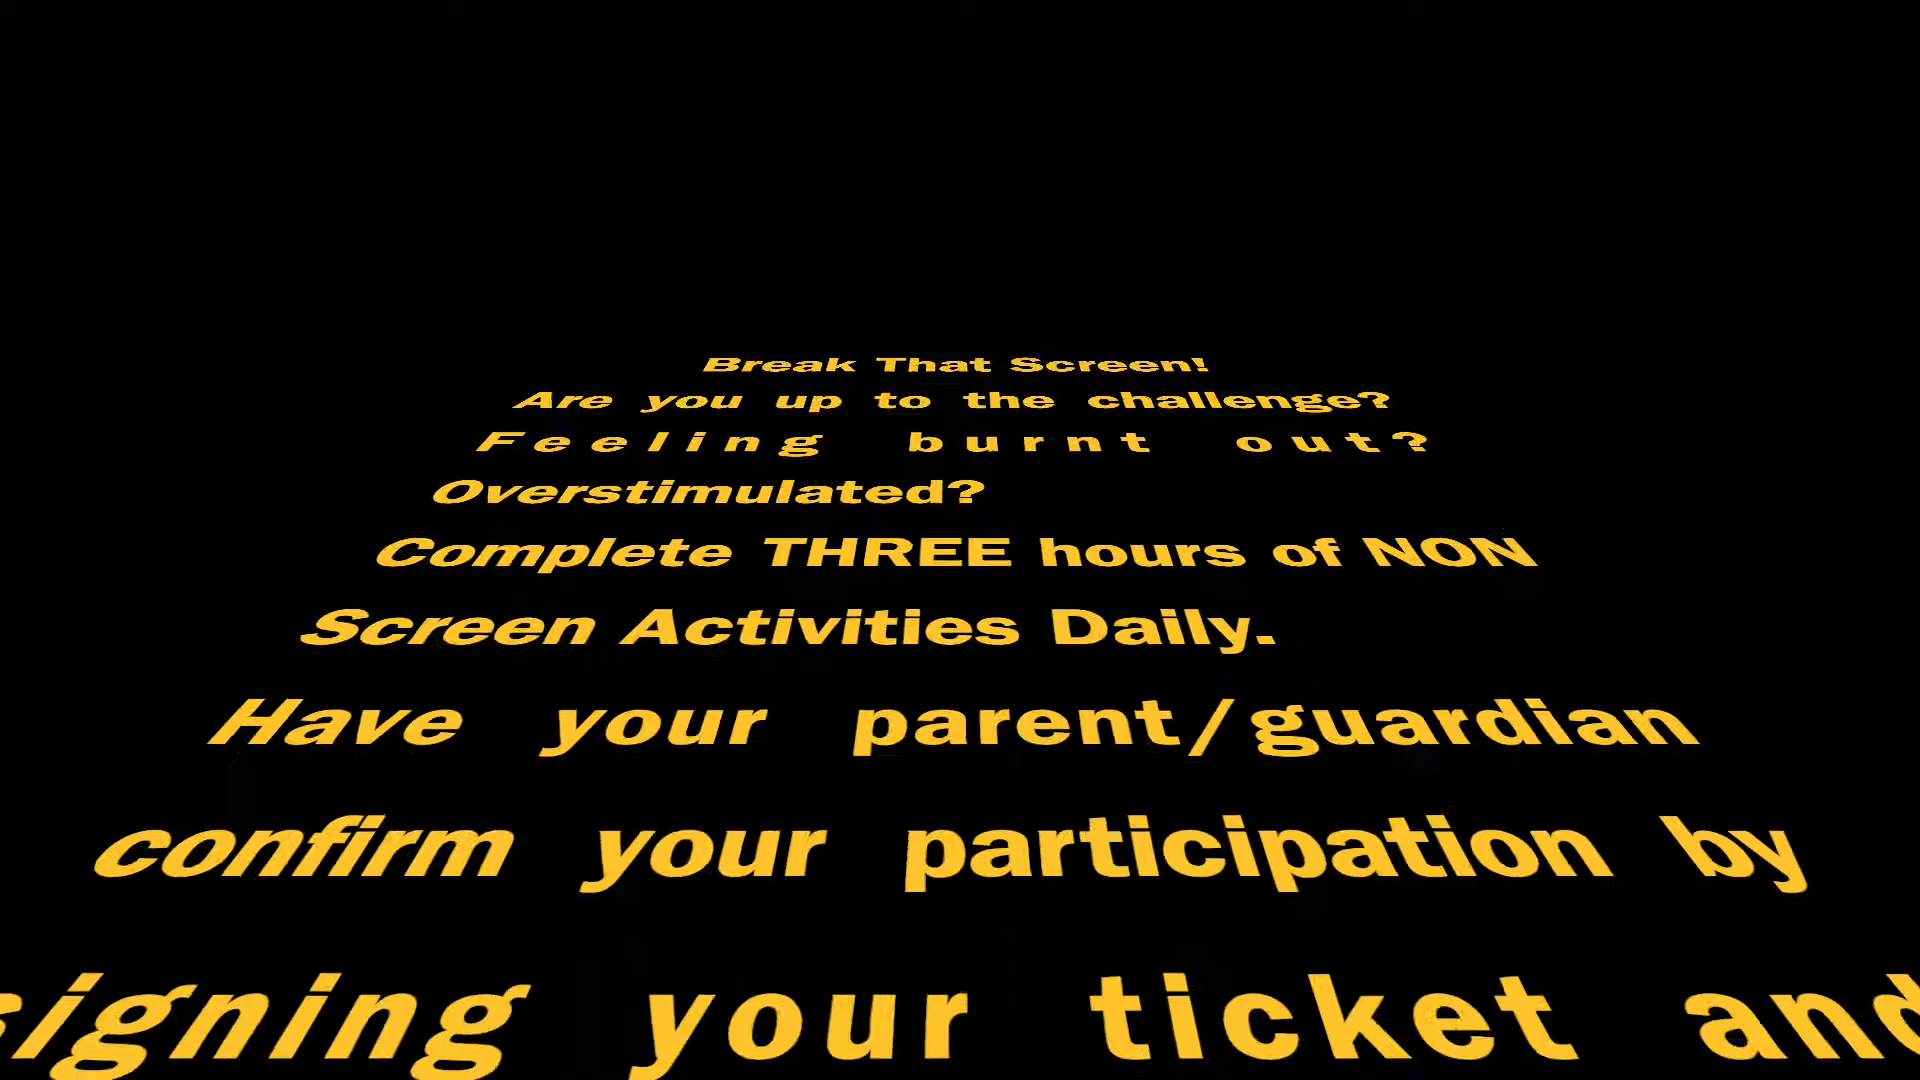 Break That Screen!
Are you up to the challenge?
Feeling burnt out?
Overstimulated?
Complete THREE hours of NON
Screen Activities Daily.
Have your parent/guardian
confirm your participation by
signing your ticket and